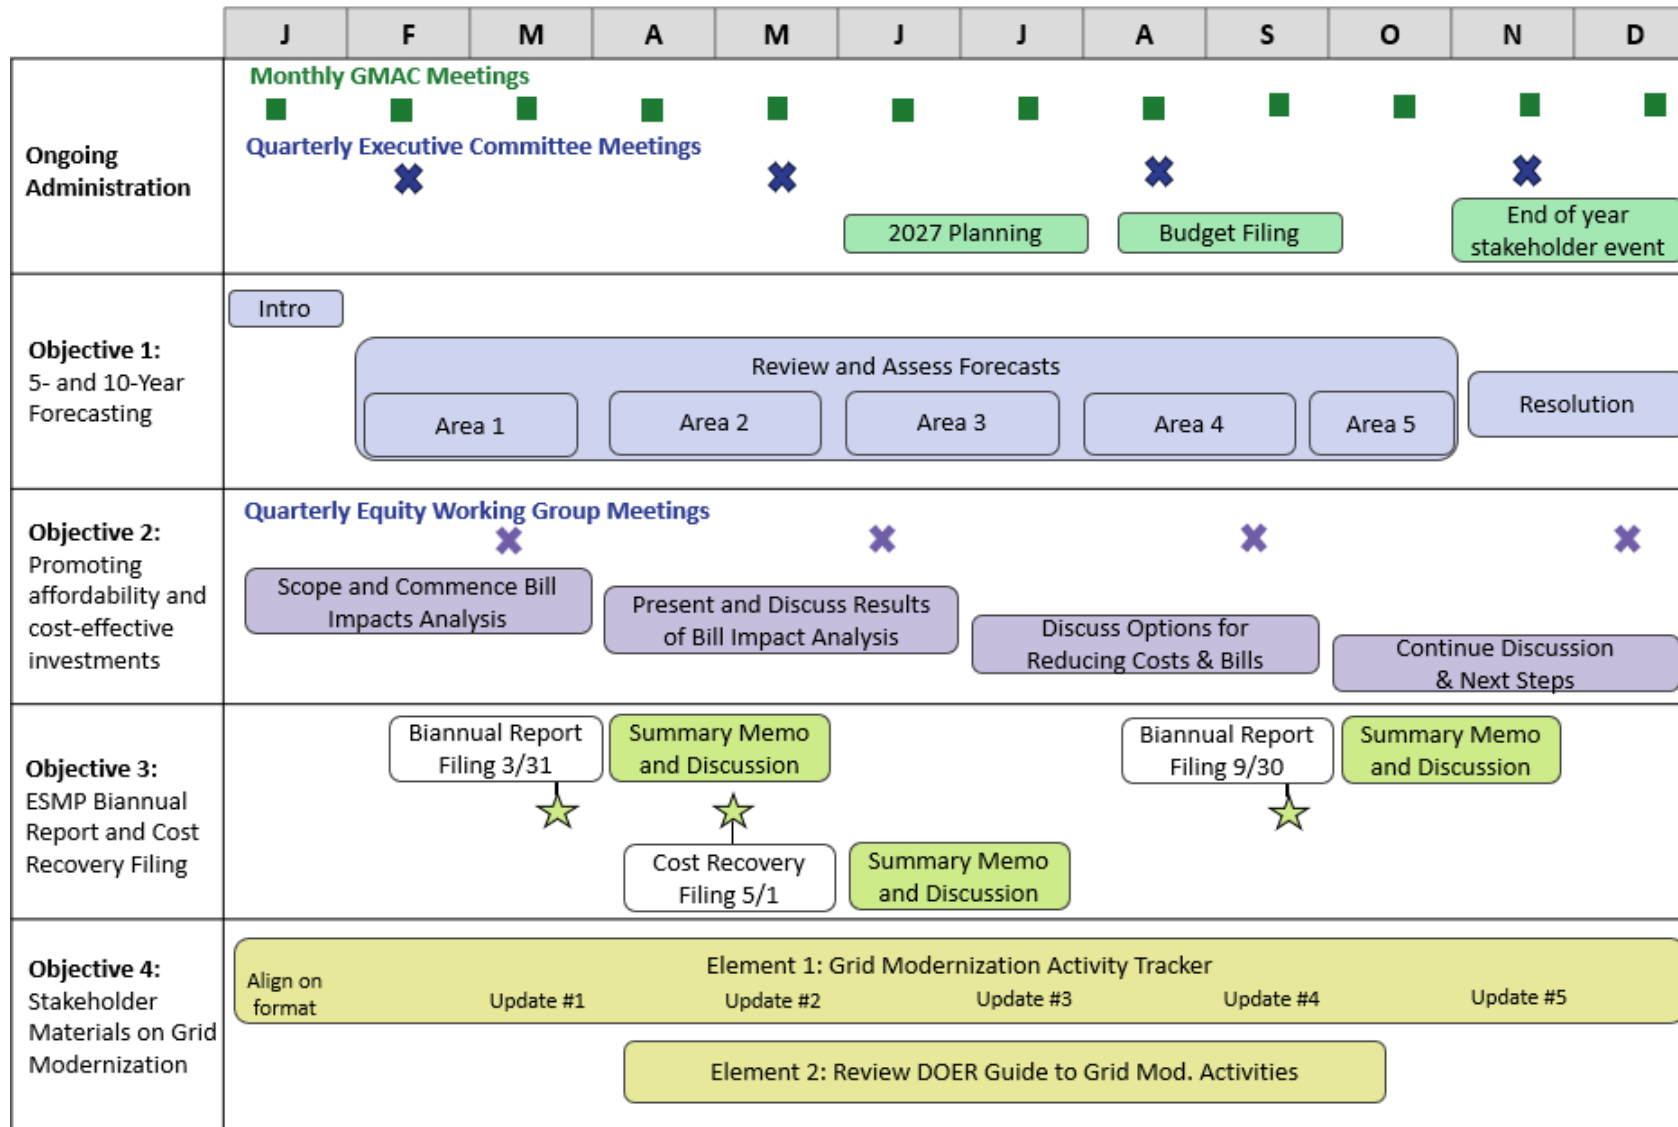 J F M A M J J A S O N D
Monthly GMAC Meetings
Quarterly Executive Committee Meetings
Ongoing
Administration
2027 Planning
Budget Filing
End of year
stakeholder event
Objective 1:
5- and 10-Year
Forecasting
Intro
Review and Assess Forecasts
Area 1
Area 2
Area 3
Area 4
Area 5
Resolution
Objective 2:
Promoting
affordability and
cost-effective
investments
Quarterly Equity Working Group Meetings
Scope and Commence Bill
Impacts Analysis
Present and Discuss Results
of Bill Impact Analysis
Discuss Options for
Reducing Costs & Bills
Continue Discussion
& Next Steps
Objective 3:
ESMP Biannual
Report and Cost
Recovery Filing
Biannual Report
Filing 3/31
Summary Memo
and Discussion
Cost Recovery
Filing 5/1
Summary Memo
and Discussion
Biannual Report
Filing 9/30
Summary Memo
and Discussion
Objective 4:
Stakeholder
Materials on Grid
Modernization
Element 1: Grid Modernization Activity Tracker
Align on
format
Update #1
Update #2
Update #3
Update #4
Update #5
Element 2: Review DOER Guide to Grid Mod. Activities